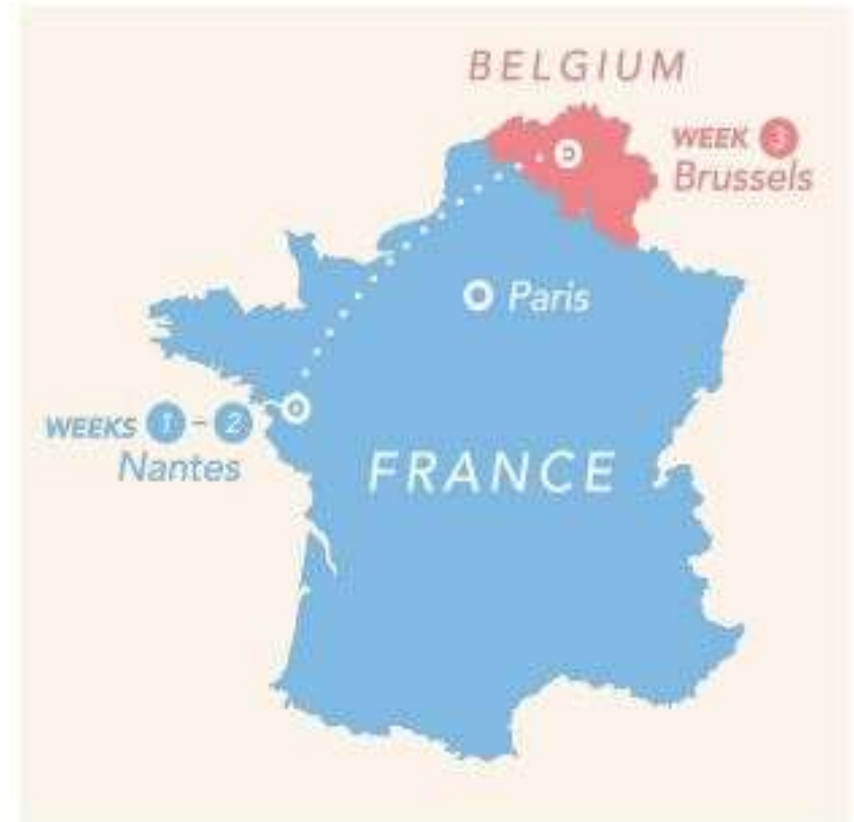 BELGIUM
WEEK 3
Brussels
Paris
WEEKS 1 - 2
Nantes
FRANCE